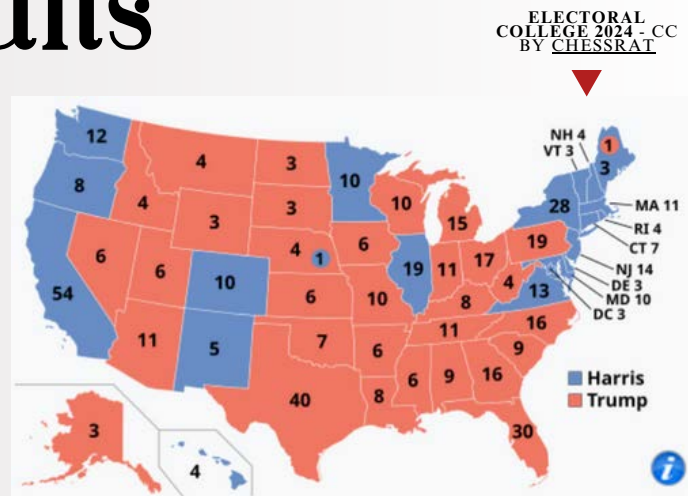 ELECTORAL
COLLEGE 2024 - CC
BY CHESSRAT
NH 4
VT 3
1
3
12
4
3
10
8
4
3
3
10
15
28
MA 11
RI 4
CT 7
19
NJ 14
DE 3
MD 10
DC 3
6
6
10
4
1
6
19
11
17
4
13
54
6
10
8
16
11
5
7
6
11
9
40
8
6
9
16
30
3
4
Harris
Trump
i